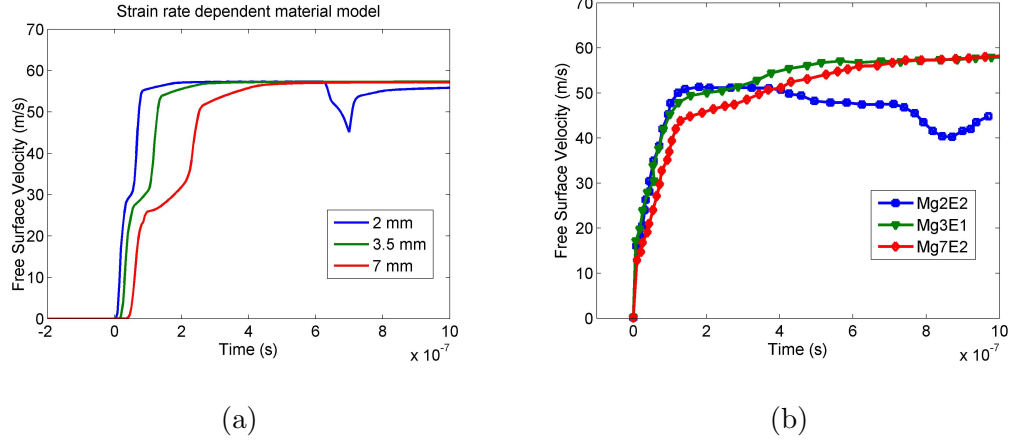 Strain rate dependent material model
Free Surface Velocity (m/s)
70
60
50
40
30
20
10
0
-2 0 2 4 6 8 10
Time (s)
x 10^-7
2 mm
3.5 mm
7 mm
(a)
Free Surface Velocity (m/s)
70
60
50
40
30
20
10
0
0 2 4 6 8 10
Time (s)
x 10^-7
Mg2E2
Mg3E1
Mg7E2
(b)